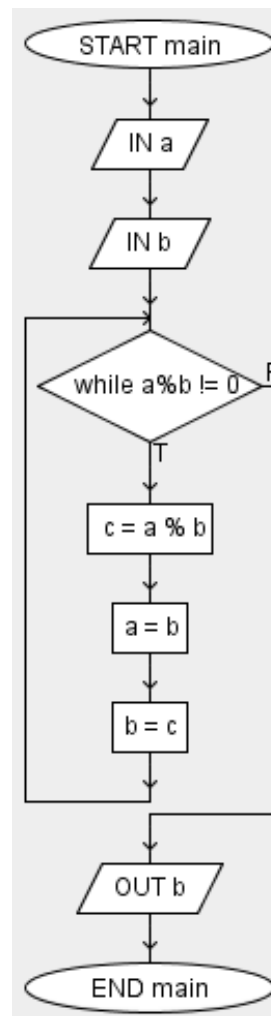 START main
IN a
IN b
while a%b != 0
F
T
c = a % b
a = b
b = c
OUT b
END main